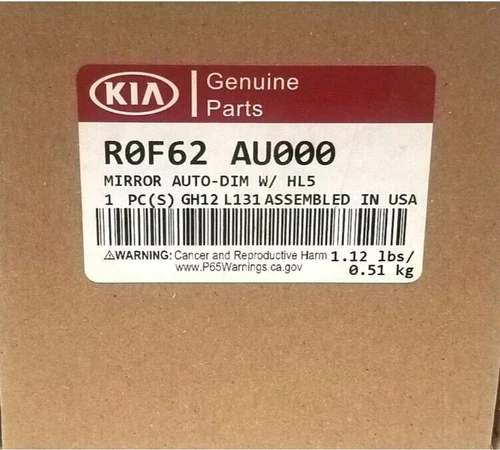 KIA
Genuine
Parts
R0F62 AU000
MIRROR AUTO-DIM W/ HL5
1 PC(S) GH12 L131 ASSEMBLED IN USA
⚠WARNING: Cancer and Reproductive Harm
www.P65Warnings.ca.gov
1.12 lbs/
0.51 kg